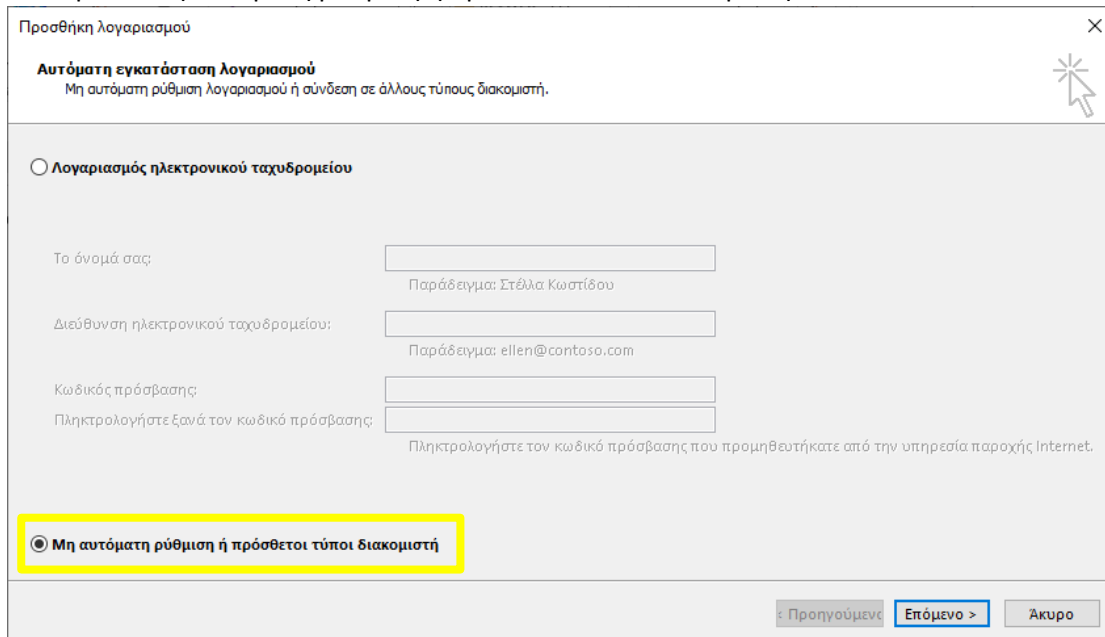 Προσθήκη λογαριασμού
Αυτόματη εγκατάσταση λογαριασμού
Μη αυτόματη ρύθμιση λογαριασμού ή σύνδεση σε άλλους τύπους διακομιστή.
Λογαριασμός ηλεκτρονικού ταχυδρομείου
Το όνομά σας:
Παράδειγμα: Στέλλα Κωστίδου
Διεύθυνση ηλεκτρονικού ταχυδρομείου:
Παράδειγμα: ellen@contoso.com
Κωδικός πρόσβασης:
Πληκτρολογήστε ξανά τον κωδικό πρόσβασης:
Πληκτρολογήστε τον κωδικό πρόσβασης που προμηθευτήκατε από την υπηρεσία παροχής Internet.
Μη αυτόματη ρύθμιση ή πρόσθετοι τύποι διακομιστή
< Προηγούμενο Επόμενο > Άκυρο